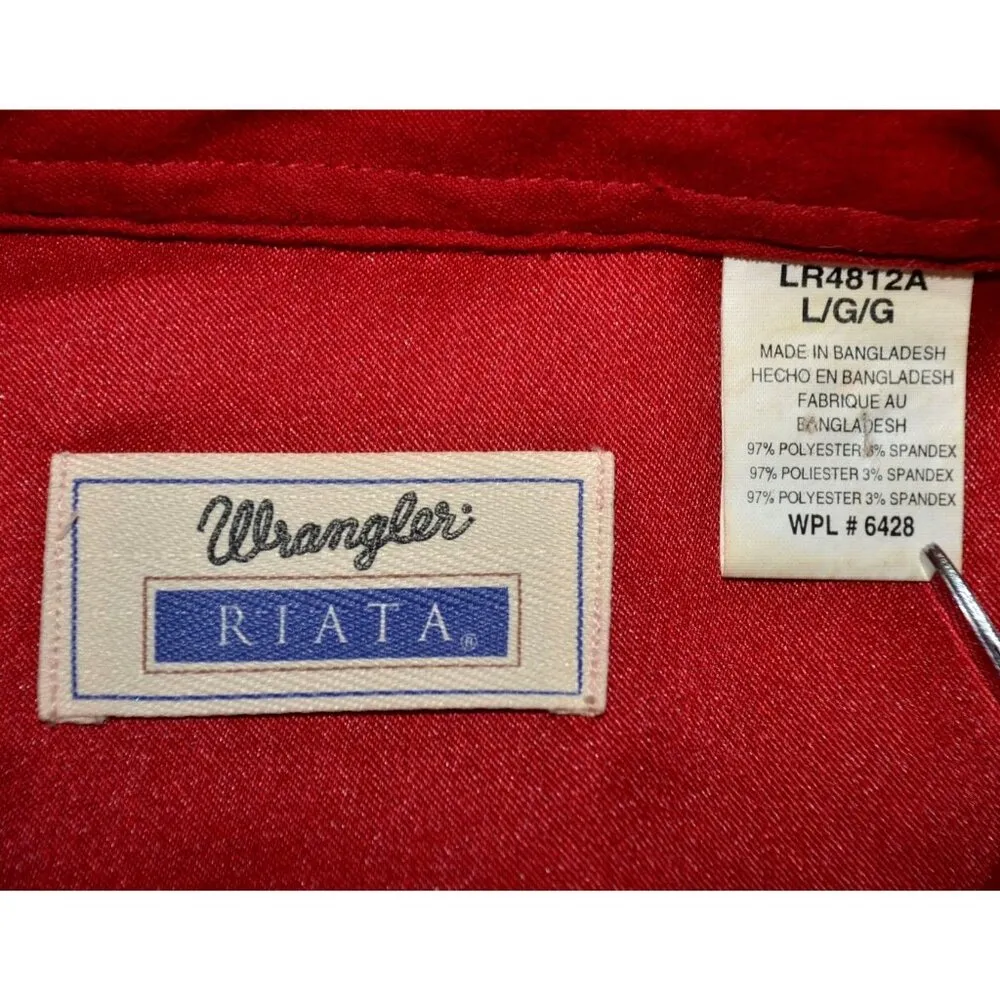 LR4812A
L/G/G
MADE IN BANGLADESH
HECHO EN BANGLADESH
FABRIQUE AU
BANGLADESH
97% POLYESTER 3% SPANDEX
97% POLIESTER 3% SPANDEX
97% POLYESTER 3% SPANDEX
WPL # 6428
Wrangler
RIATA®